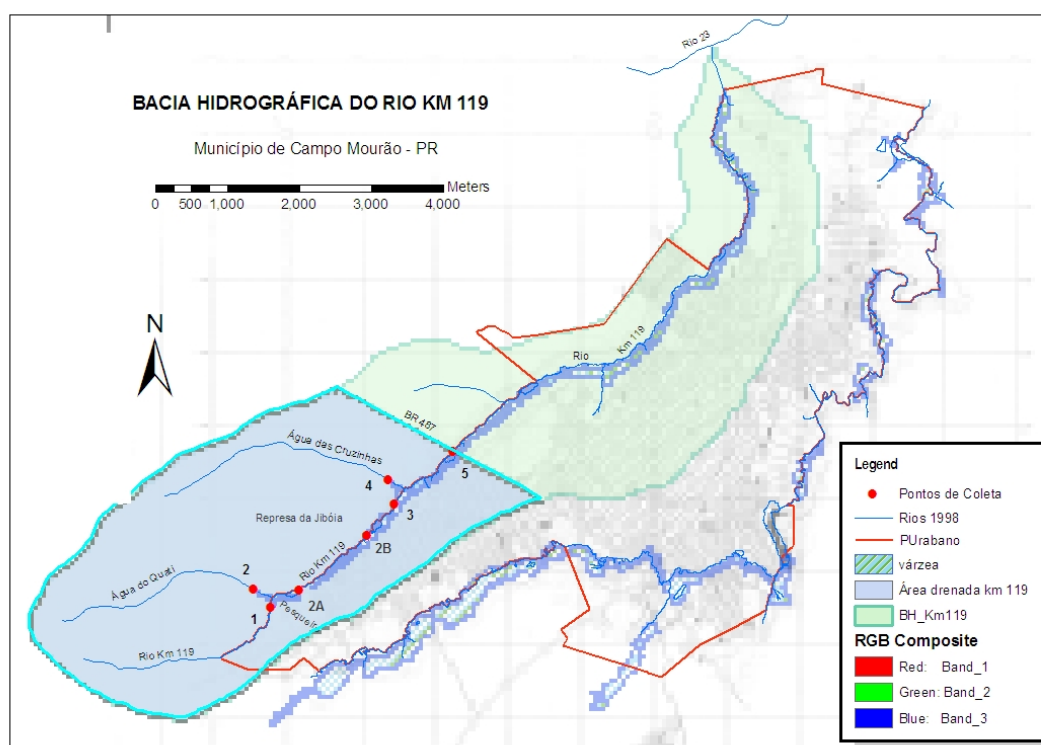 Rio 23
BACIA HIDROGRÁFICA DO RIO KM 119
Município de Campo Mourão - PR
Meters
0 500 1,000 2,000 3,000 4,000
N
Rio Km 119
BR 487
Água das Cruzinhas
5
4
3
Represa da Jibóia
2B
Rio Km 119
Água do Quati
2
2A
1
Rio Km 119
Legend
Pontos de Coleta
Rios 1998
PUrabano
várzea
Área drenada km 119
BH_Km119
RGB Composite
Red: Band_1
Green: Band_2
Blue: Band_3